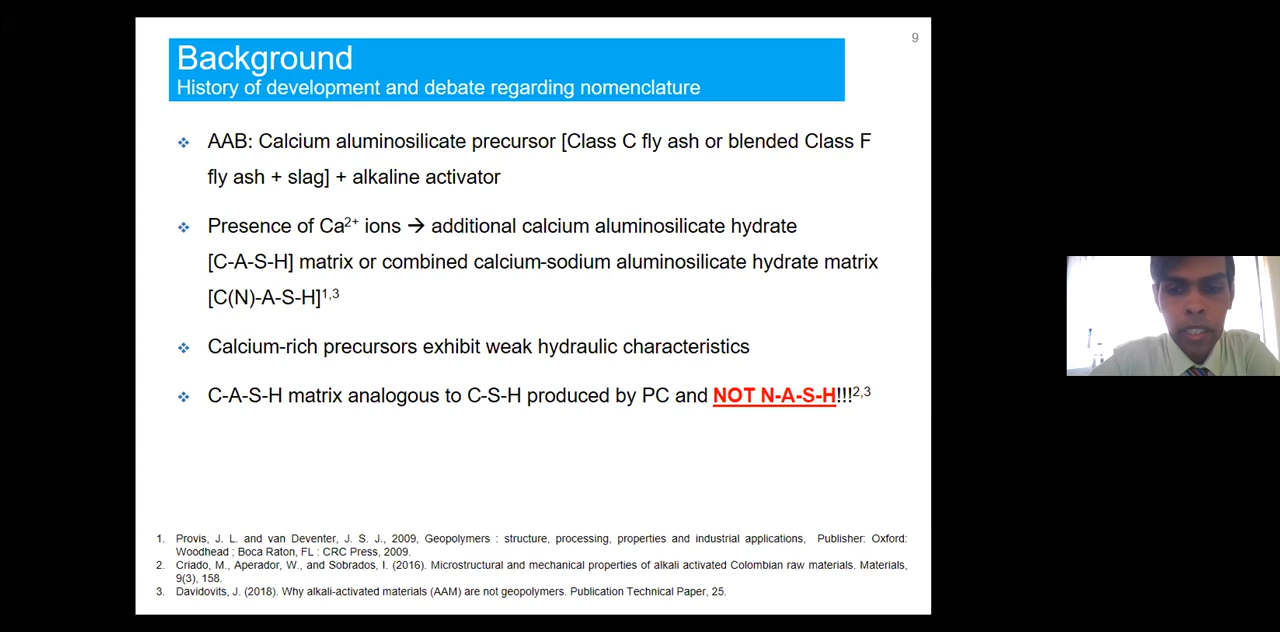 9
Background
History of development and debate regarding nomenclature
❖ AAB: Calcium aluminosilicate precursor [Class C fly ash or blended Class F
fly ash + slag] + alkaline activator
❖ Presence of Ca²⁺ ions → additional calcium aluminosilicate hydrate
[C-A-S-H] matrix or combined calcium-sodium aluminosilicate hydrate matrix
[C(N)-A-S-H]¹,³
❖ Calcium-rich precursors exhibit weak hydraulic characteristics
❖ C-A-S-H matrix analogous to C-S-H produced by PC and NOT N-A-S-H!!!²,³
1. Provis, J. L. and van Deventer, J. S. J., 2009, Geopolymers : structure, processing, properties and industrial applications, Publisher: Oxford:
Woodhead ; Boca Raton, FL : CRC Press, 2009.
2. Criado, M., Aperador, W., and Sobrados, I. (2016). Microstructural and mechanical properties of alkali activated Colombian raw materials. Materials,
9(3), 158.
3. Davidovits, J. (2018). Why alkali-activated materials (AAM) are not geopolymers. Publication Technical Paper, 25.